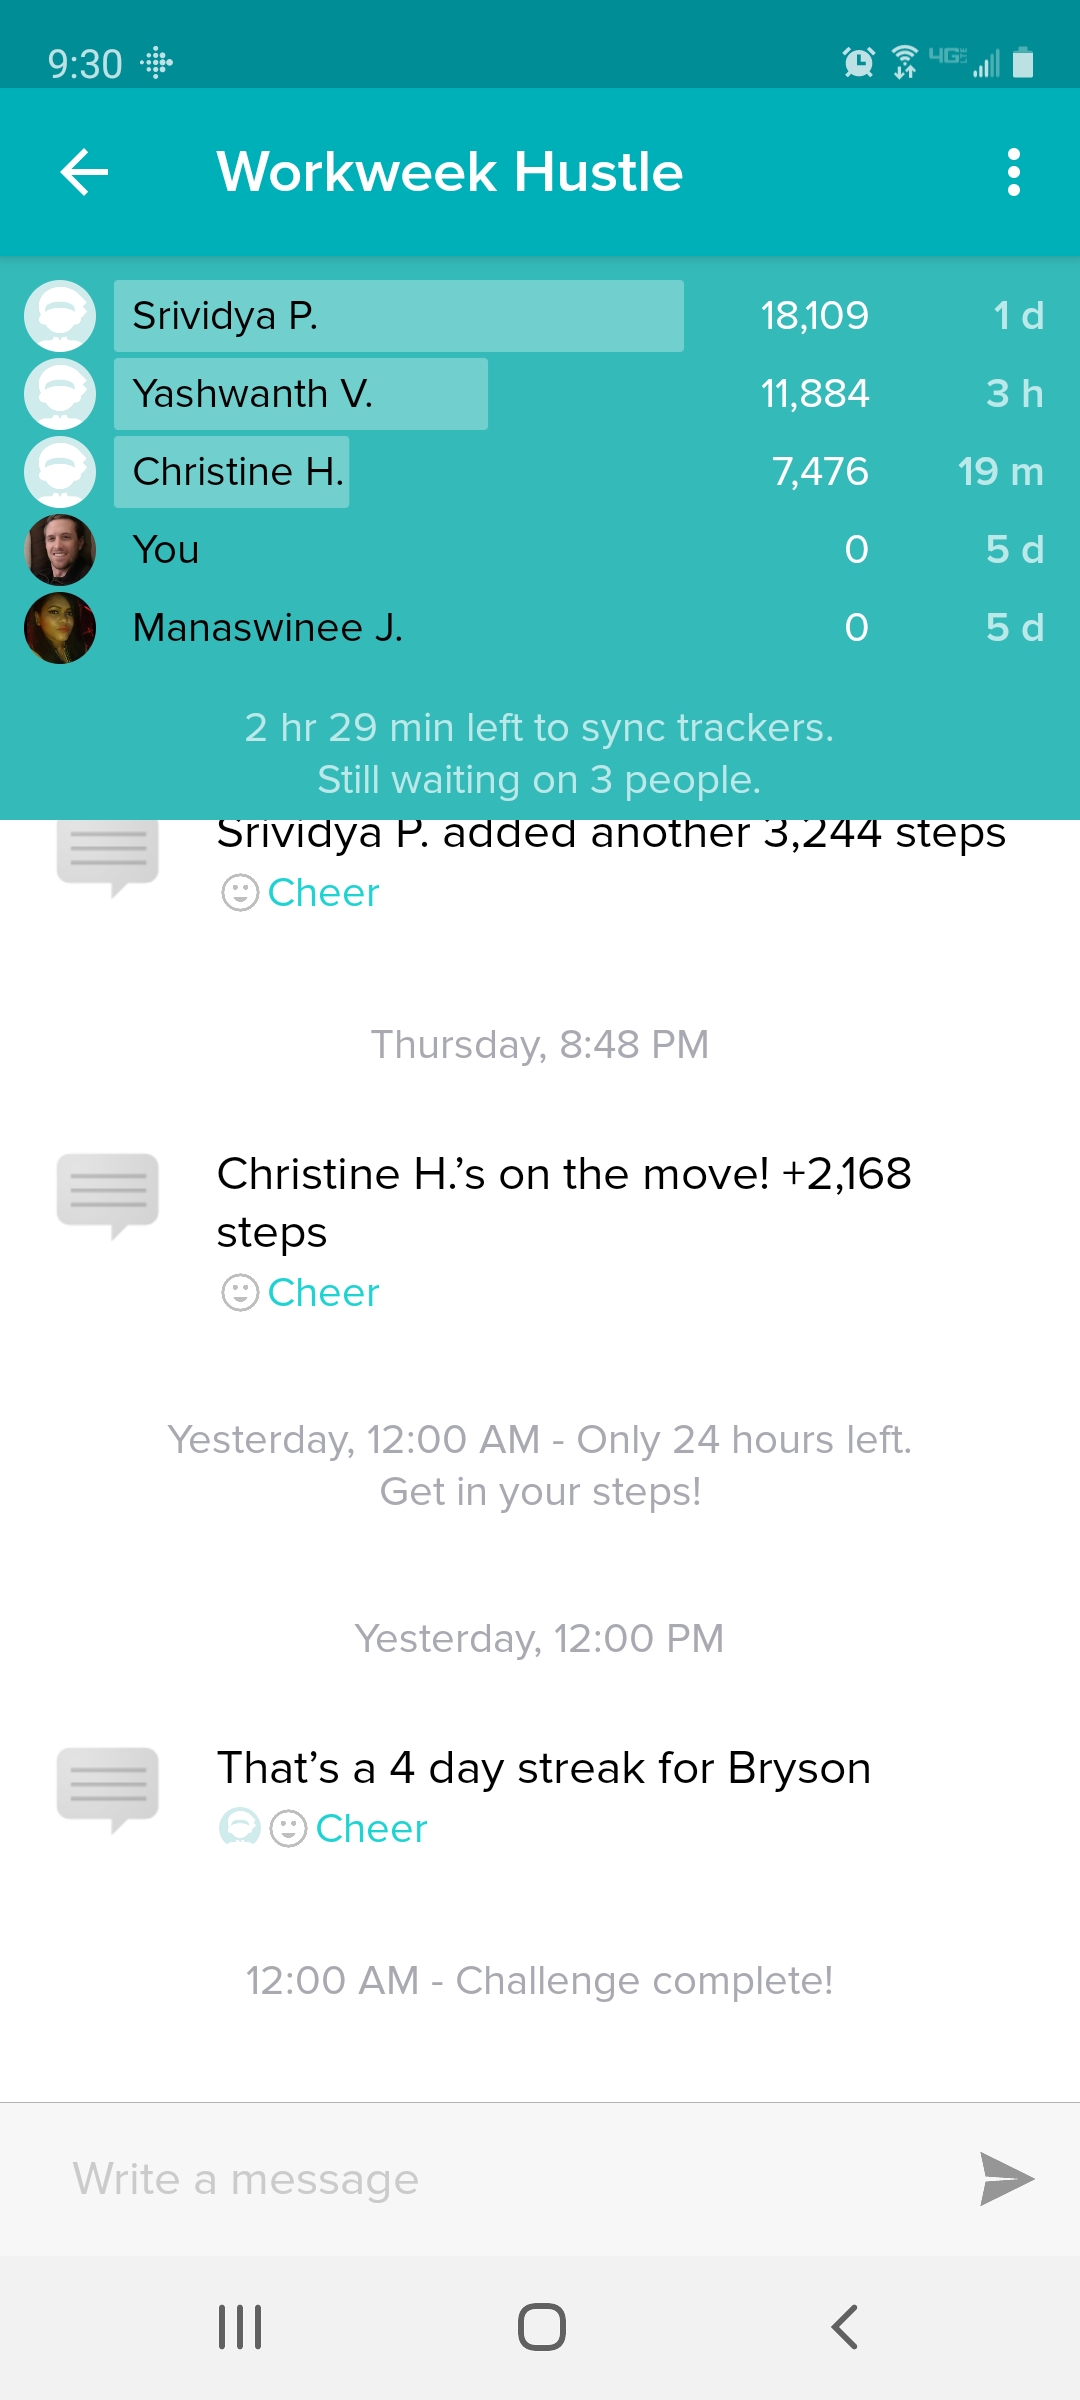 9:30
4G
Workweek Hustle
Srividya P. 18,109 1 d
Yashwanth V. 11,884 3 h
Christine H. 7,476 19 m
You 0 5 d
Manaswinee J. 0 5 d
2 hr 29 min left to sync trackers.
Still waiting on 3 people.
Srividya P. added another 3,244 steps
Cheer
Thursday, 8:48 PM
Christine H.’s on the move! +2,168
steps
Cheer
Yesterday, 12:00 AM - Only 24 hours left.
Get in your steps!
Yesterday, 12:00 PM
That’s a 4 day streak for Bryson
Cheer
12:00 AM - Challenge complete!
Write a message